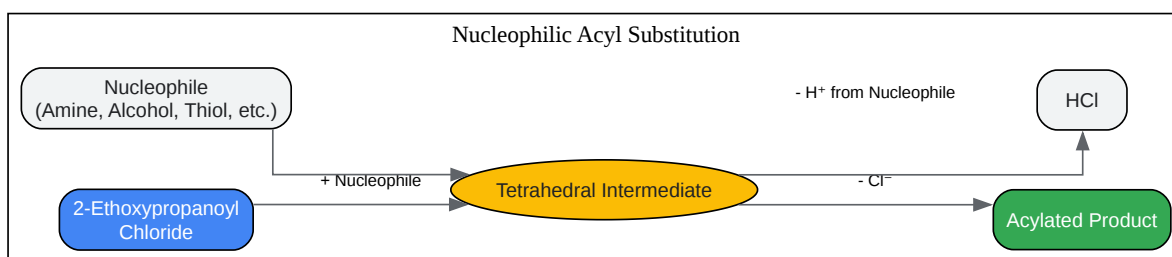 Nucleophilic Acyl Substitution
Nucleophile
(Amine, Alcohol, Thiol, etc.)
- H⁺ from Nucleophile
HCl
+ Nucleophile
Tetrahedral Intermediate
- Cl⁻
2-Ethoxypropanoyl
Chloride
Acylated Product